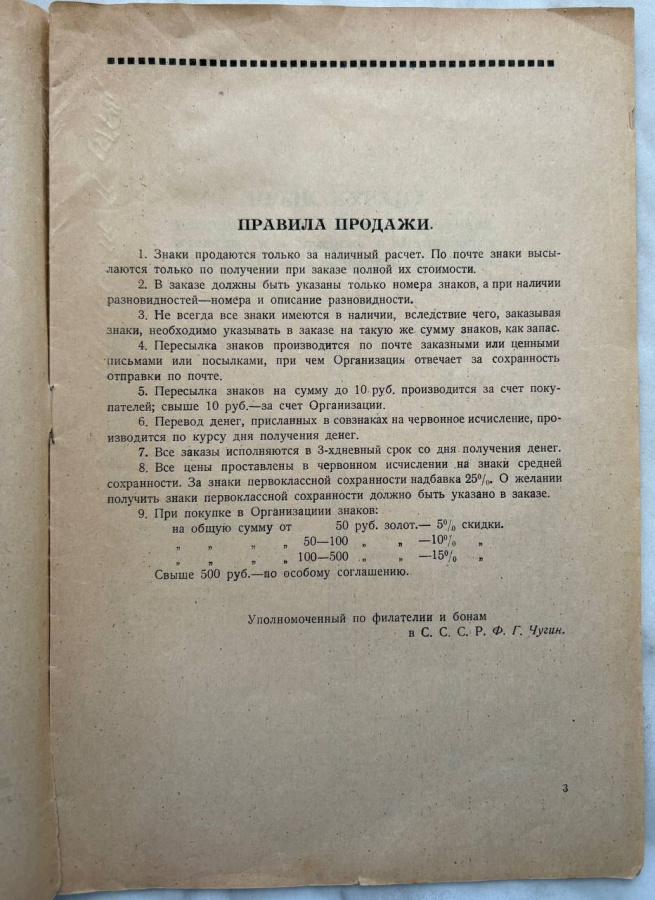 ПРАВИЛА ПРОДАЖИ.
1. Знаки продаются только за наличный расчет. По почте знаки высы-
лаются только по получении при заказе полной их стоимости.
2. В заказе должны быть указаны только номера знаков, а при наличии
разновидностей—номера и описание разновидности.
3. Не всегда все знаки имеются в наличии, вследствие чего, заказывая
знаки, необходимо указывать в заказе на такую же сумму знаков, как запас.
4. Пересылка знаков производится по почте заказными или ценными
письмами или посылками, при чем Организация отвечает за сохранность
отправки по почте.
5. Пересылка знаков на сумму до 10 руб. производится за счет поку-
пателей; свыше 10 руб.—за счет Организации.
6. Перевод денег, присланных в совзнаках на червонное исчисление, про-
изводится по курсу дня получения денег.
7. Все заказы исполняются в 3-хдневный срок со дня получения денег.
8. Все цены проставлены в червонном исчислении на знаки средней
сохранности. За знаки первоклассной сохранности надбавка 25%. О желании
получить знаки первоклассной сохранности должно быть указано в заказе.
9. При покупке в Организациии знаков:
на общую сумму от 50 руб. золот.— 5% скидки.
„ „ „ „ 50—100 „ „ —10% „
„ „ „ „ 100—500 „ „ —15% „
Свыше 500 руб.—по особому соглашению.
Уполномоченный по филателии и бонам
в С. С. С. Р. Ф. Г. Чугин.
3